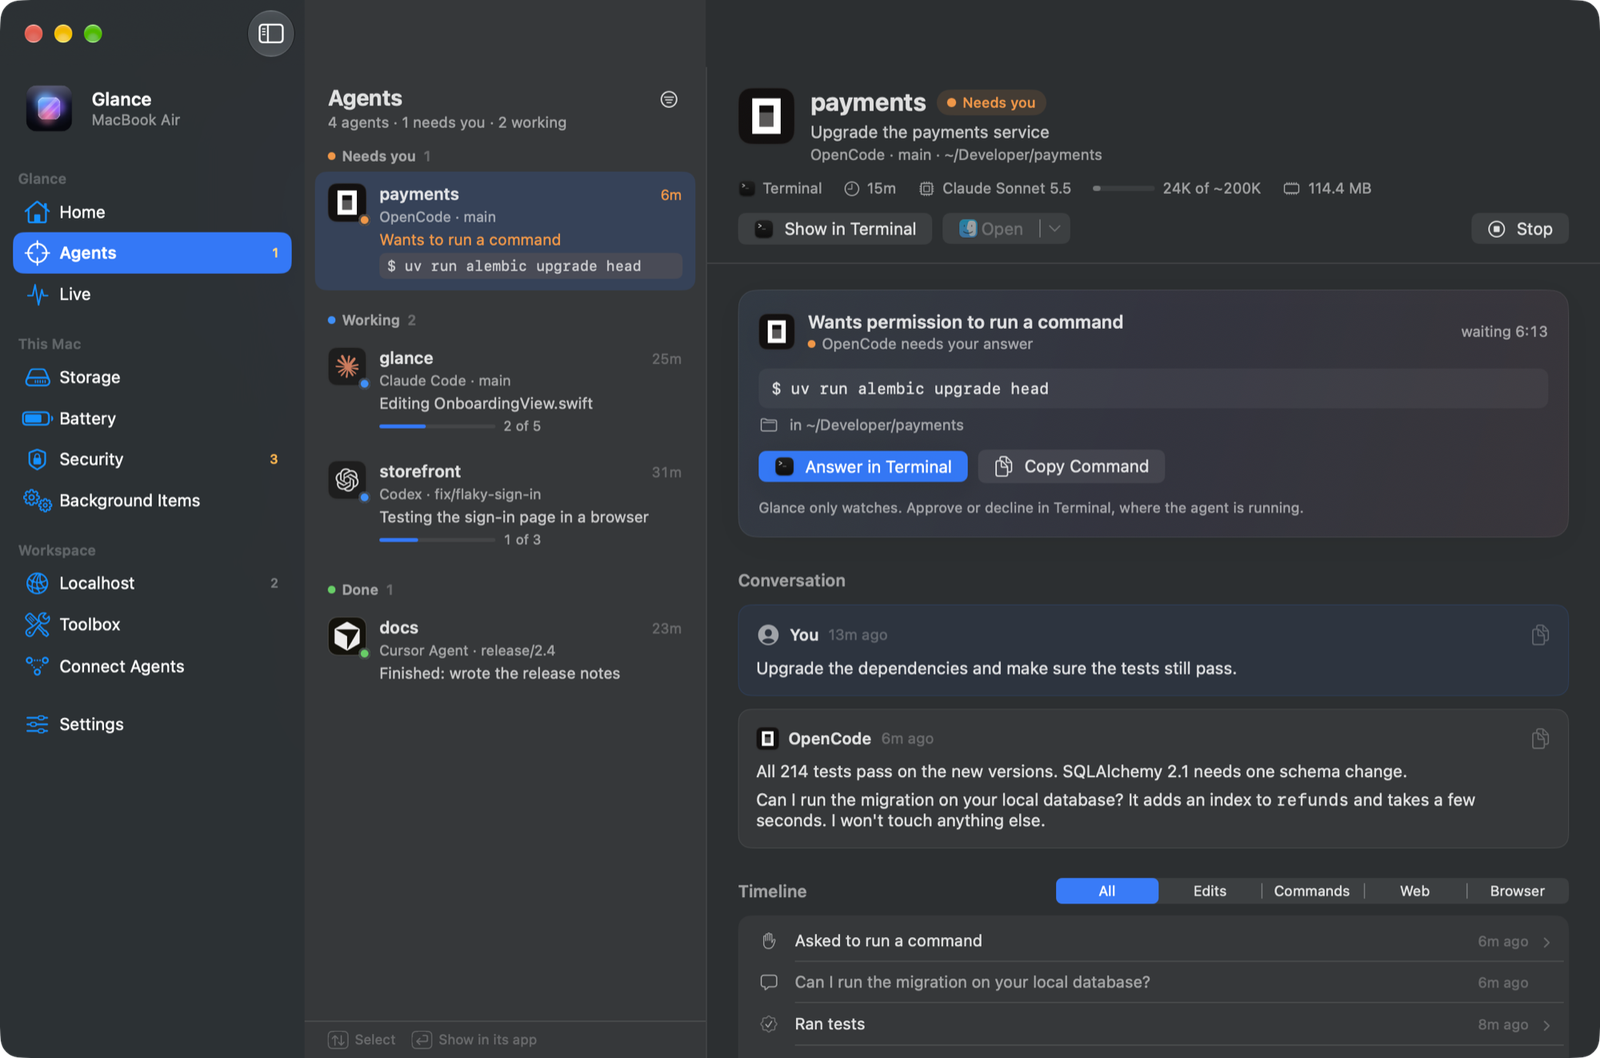 Glance
MacBook Air
Glance
Home
Agents 1
Live
This Mac
Storage
Battery
Security 3
Background Items
Workspace
Localhost 2
Toolbox
Connect Agents
Settings
Agents
4 agents · 1 needs you · 2 working
Needs you 1
payments 6m
OpenCode · main
Wants to run a command
$ uv run alembic upgrade head
Working 2
glance 25m
Claude Code · main
Editing OnboardingView.swift
2 of 5
storefront 31m
Codex · fix/flaky-sign-in
Testing the sign-in page in a browser
1 of 3
Done 1
docs 23m
Cursor Agent · release/2.4
Finished: wrote the release notes
Select Show in its app
payments Needs you
Upgrade the payments service
OpenCode · main · ~/Developer/payments
Terminal 15m Claude Sonnet 5.5 24K of ~200K 114.4 MB
Show in Terminal Open Stop
Wants permission to run a command
OpenCode needs your answer
waiting 6:13
$ uv run alembic upgrade head
in ~/Developer/payments
Answer in Terminal Copy Command
Glance only watches. Approve or decline in Terminal, where the agent is running.
Conversation
You 13m ago
Upgrade the dependencies and make sure the tests still pass.
OpenCode 6m ago
All 214 tests pass on the new versions. SQLAlchemy 2.1 needs one schema change.
Can I run the migration on your local database? It adds an index to refunds and takes a few
seconds. I won't touch anything else.
Timeline All Edits Commands Web Browser
Asked to run a command 6m ago
Can I run the migration on your local database? 6m ago
Ran tests 8m ago